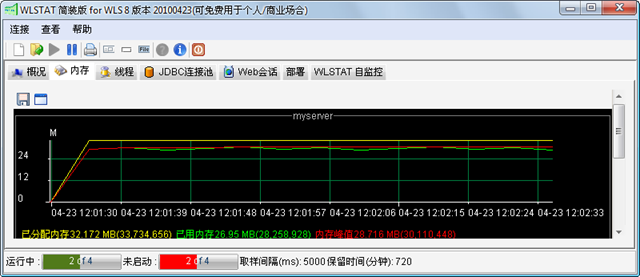 WLSTAT 简装版 for WLS 8 版本 20100423(可免费用于个人/商业场合)
连接 查看 帮助
概况 内存 线程 JDBC连接池 Web会话 部署 WLSTAT 自监控
myserver
M
24
12
0
04-23 12:01:30 04-23 12:01:39 04-23 12:01:48 04-23 12:01:57 04-23 12:02:06 04-23 12:02:15 04-23 12:02:24 04-23 12:02:33
已分配内存32.172 MB(33,734,656) 已用内存26.95 MB(28,258,928) 内存峰值28.716 MB(30,110,448)
运行中： 2 of 4 未启动： 2 of 4 取样间隔(ms): 5000 保留时间(分钟): 720